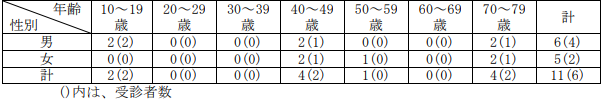 年齢 性別 10～19歳 20～29歳 30～39歳 40～49歳 50～59歳 60～69歳 70～79歳 計
男 2(2) 0(0) 0(0) 2(1) 0(0) 0(0) 2(1) 6(4)
女 0(0) 0(0) 0(0) 2(1) 1(0) 0(0) 2(1) 5(2)
計 2(2) 0(0) 0(0) 4(2) 1(0) 0(0) 4(2) 11(6)
()内は、受診者数